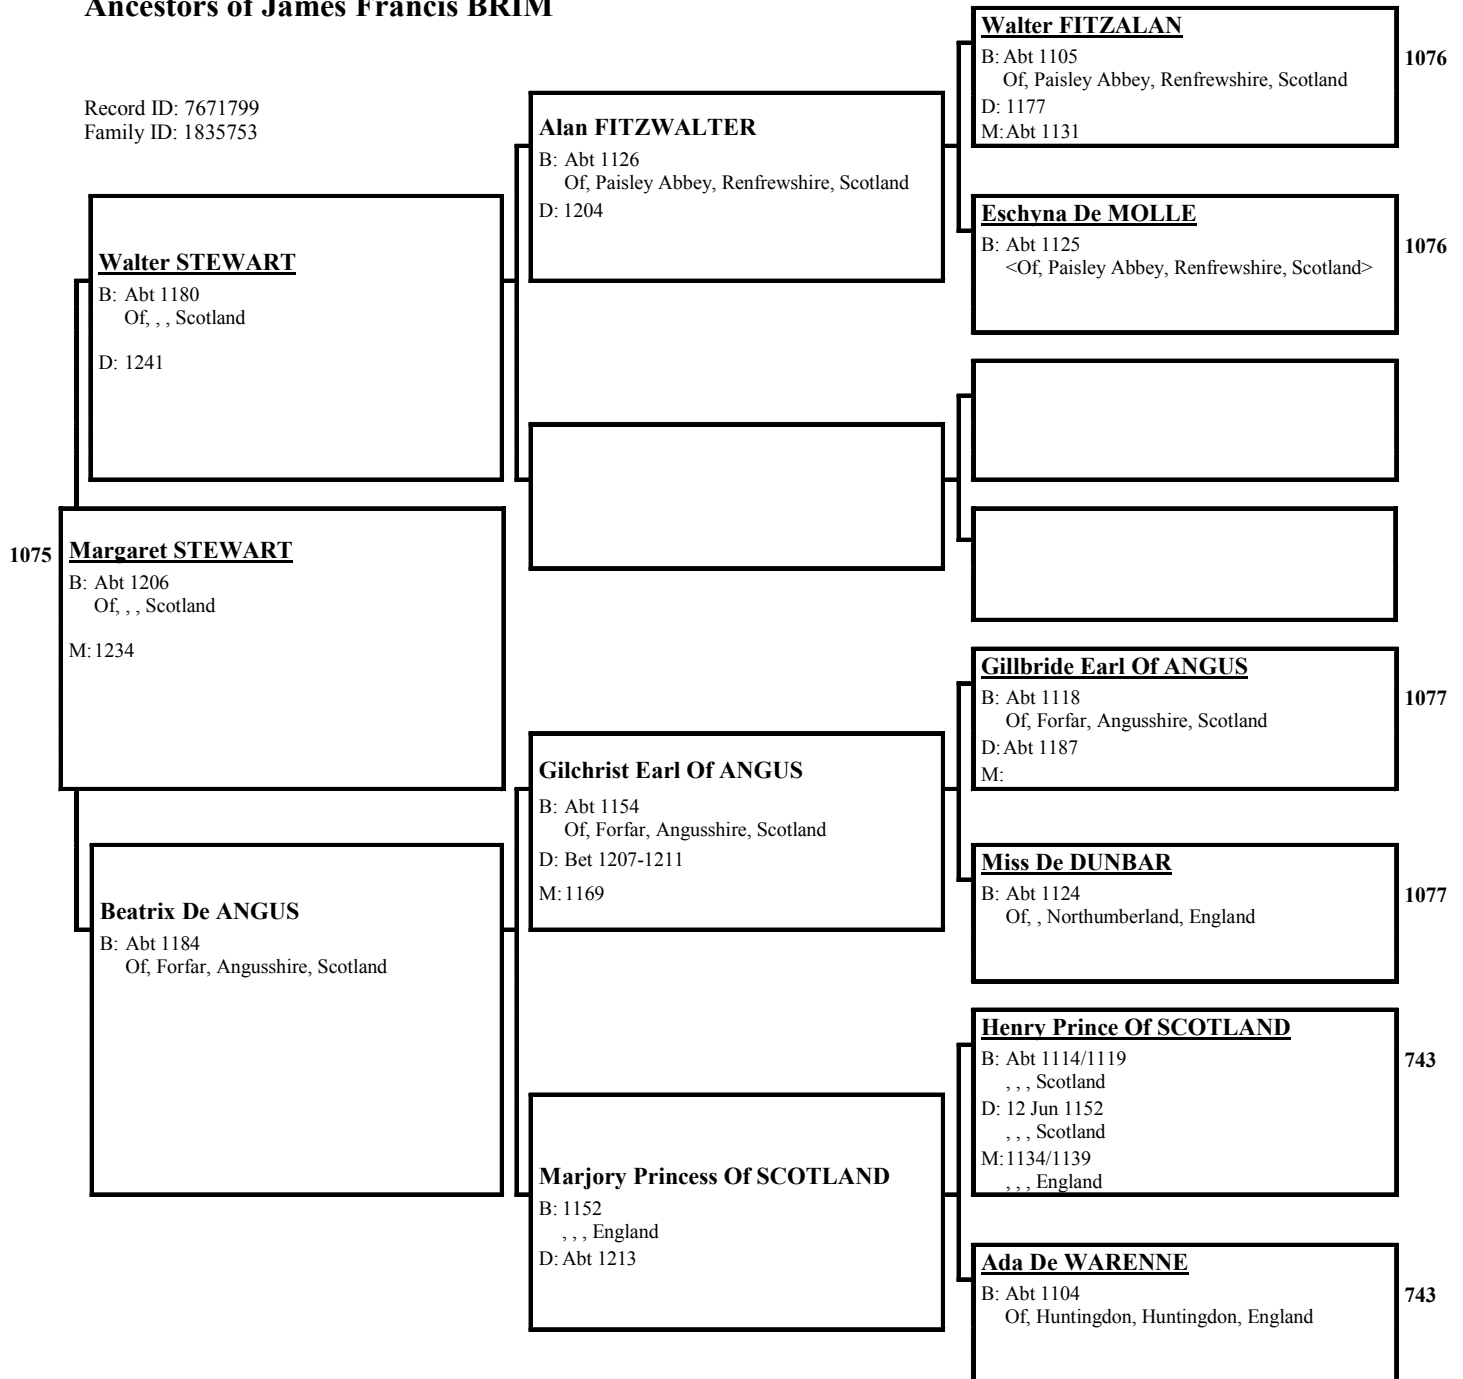 Ancestors of James Francis BRIM
Record ID: 7671799
Family ID: 1835753
Walter STEWART
B: Abt 1180
Of, , , Scotland
D: 1241
1075
Margaret STEWART
B: Abt 1206
Of, , , Scotland
M: 1234
Beatrix De ANGUS
B: Abt 1184
Of, Forfar, Angusshire, Scotland
Alan FITZWALTER
B: Abt 1126
Of, Paisley Abbey, Renfrewshire, Scotland
D: 1204
Gilchrist Earl Of ANGUS
B: Abt 1154
Of, Forfar, Angusshire, Scotland
D: Bet 1207-1211
M: 1169
Marjory Princess Of SCOTLAND
B: 1152
, , , England
D: Abt 1213
Walter FITZALAN
B: Abt 1105
Of, Paisley Abbey, Renfrewshire, Scotland
D: 1177
M: Abt 1131
1076
Eschyna De MOLLE
B: Abt 1125
<Of, Paisley Abbey, Renfrewshire, Scotland>
1076
Gillbride Earl Of ANGUS
B: Abt 1118
Of, Forfar, Angusshire, Scotland
D: Abt 1187
M:
1077
Miss De DUNBAR
B: Abt 1124
Of, , Northumberland, England
1077
Henry Prince Of SCOTLAND
B: Abt 1114/1119
, , , Scotland
D: 12 Jun 1152
, , , Scotland
M: 1134/1139
, , , England
743
Ada De WARENNE
B: Abt 1104
Of, Huntingdon, Huntingdon, England
743